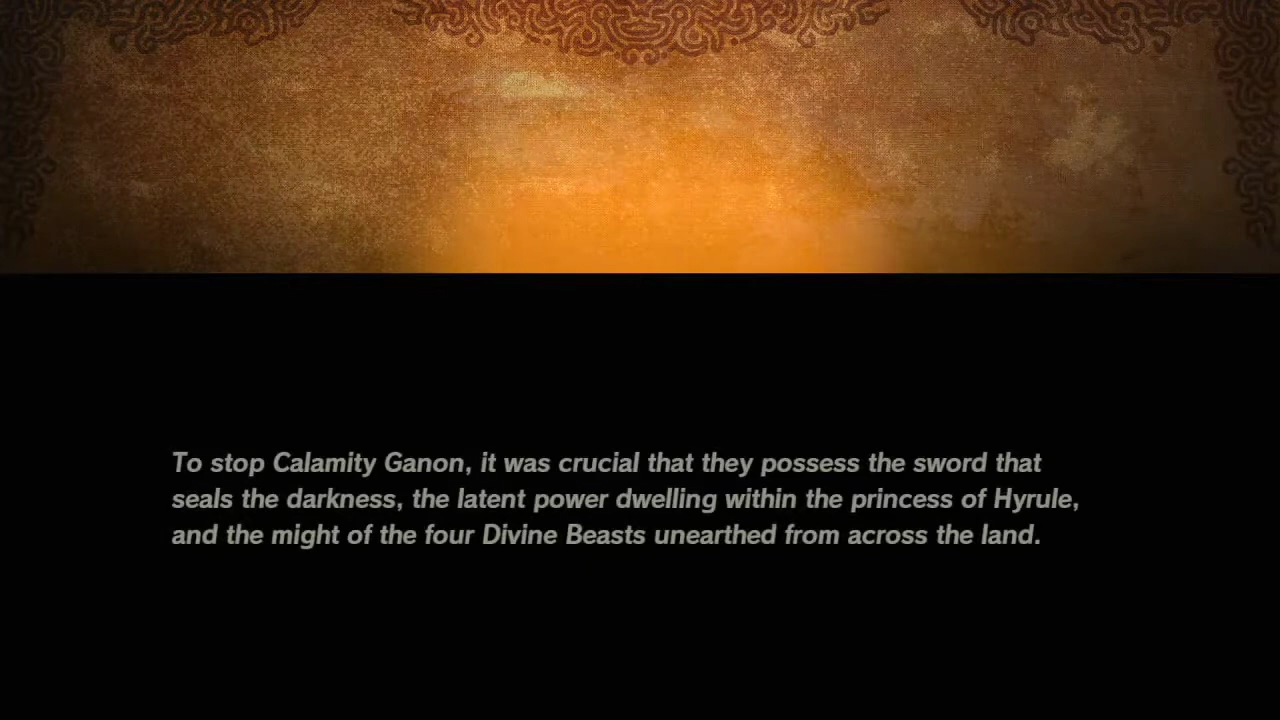 To stop Calamity Ganon, it was crucial that they possess the sword that
seals the darkness, the latent power dwelling within the princess of Hyrule,
and the might of the four Divine Beasts unearthed from across the land.